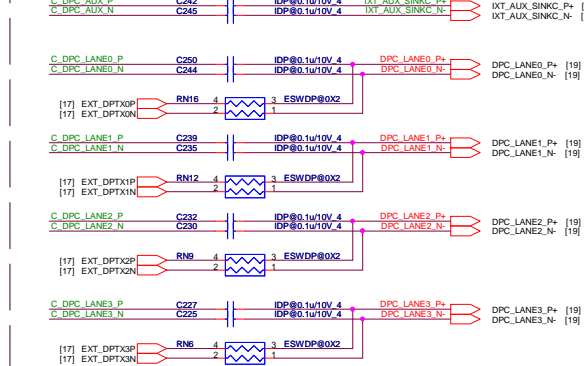 C_DPC_AUX_P C242 IDP@0.1u/10V_4 IXT_AUX_SINKC_P+ IXT_AUX_SINKC_P+ [
C_DPC_AUX_N C245 IDP@0.1u/10V_4 IXT_AUX_SINKC_N- IXT_AUX_SINKC_N- [
C_DPC_LANE0_P C250 IDP@0.1u/10V_4 DPC_LANE0_P+ DPC_LANE0_P+ [19]
C_DPC_LANE0_N C244 IDP@0.1u/10V_4 DPC_LANE0_N- DPC_LANE0_N- [19]
[17] EXT_DPTX0P RN16 4 3 ESWDP@0X2
[17] EXT_DPTX0N 2 1
C_DPC_LANE1_P C239 IDP@0.1u/10V_4 DPC_LANE1_P+ DPC_LANE1_P+ [19]
C_DPC_LANE1_N C235 IDP@0.1u/10V_4 DPC_LANE1_N- DPC_LANE1_N- [19]
[17] EXT_DPTX1P RN12 4 3 ESWDP@0X2
[17] EXT_DPTX1N 2 1
C_DPC_LANE2_P C232 IDP@0.1u/10V_4 DPC_LANE2_P+ DPC_LANE2_P+ [19]
C_DPC_LANE2_N C230 IDP@0.1u/10V_4 DPC_LANE2_N- DPC_LANE2_N- [19]
[17] EXT_DPTX2P RN9 4 3 ESWDP@0X2
[17] EXT_DPTX2N 2 1
C_DPC_LANE3_P C227 IDP@0.1u/10V_4 DPC_LANE3_P+ DPC_LANE3_P+ [19]
C_DPC_LANE3_N C225 IDP@0.1u/10V_4 DPC_LANE3_N- DPC_LANE3_N- [19]
[17] EXT_DPTX3P RN6 4 3 ESWDP@0X2
[17] EXT_DPTX3N 2 1